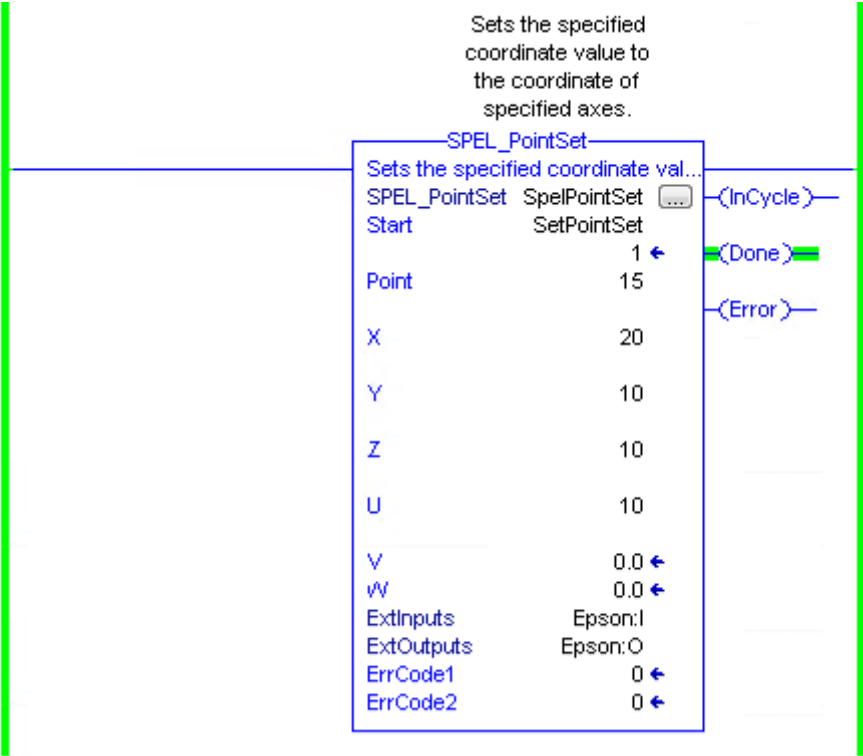 Sets the specified
coordinate value to
the coordinate of
specified axes.
SPEL_PointSet
Sets the specified coordinate val...
SPEL_PointSet SpelPointSet ... (InCycle)
Start SetPointSet
1 (Done)
Point 15
(Error)
X 20
Y 10
Z 10
U 10
V 0.0
W 0.0
ExtInputs Epson:I
ExtOutputs Epson:O
ErrCode1 0
ErrCode2 0